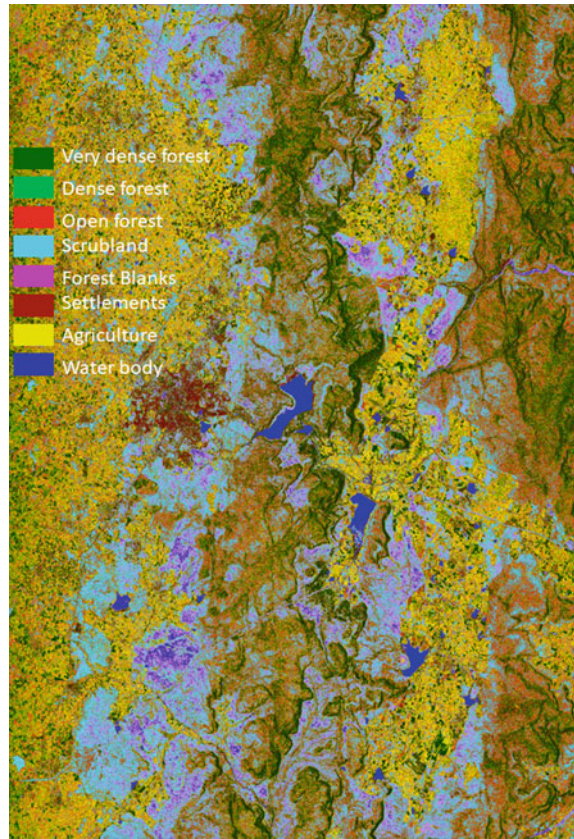 Very dense forest
Dense forest
Open forest
Scrubland
Forest Blanks
Settlements
Agriculture
Water body